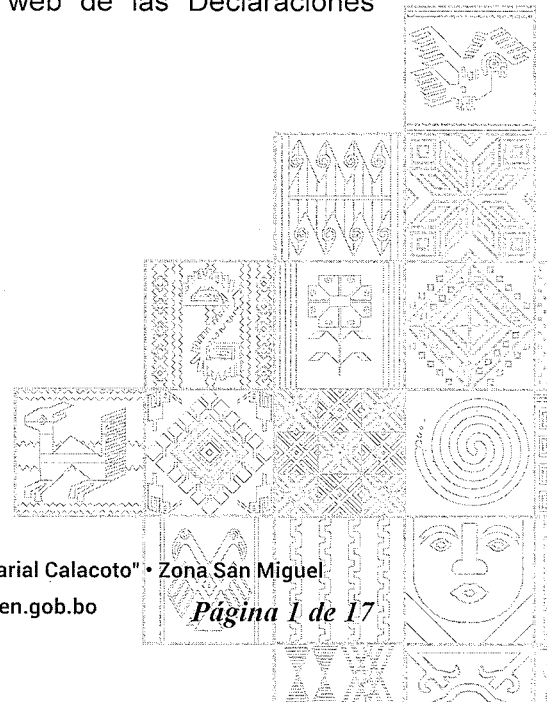 web de las Declaraciones
arial Calacoto" • Zona San Miguel
en.gob.bo
Página 1 de 17